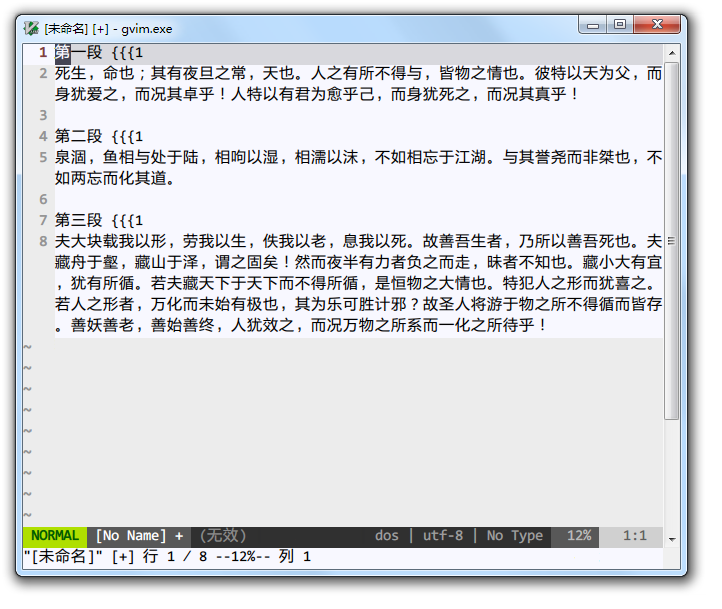 [未命名] [+] - gvim.exe
1 第一段 {{{1
2 死生，命也；其有夜旦之常，天也。人之有所不得与，皆物之情也。彼特以天为父，而
身犹爱之，而况其卓乎！人特以有君为愈乎己，而身犹死之，而况其真乎！
3
4 第二段 {{{1
5 泉涸，鱼相与处于陆，相呴以湿，相濡以沫，不如相忘于江湖。与其誉尧而非桀也，不
如两忘而化其道。
6
7 第三段 {{{1
8 夫大块载我以形，劳我以生，佚我以老，息我以死。故善吾生者，乃所以善吾死也。夫
藏舟于壑，藏山于泽，谓之固矣！然而夜半有力者负之而走，昧者不知也。藏小大有宜
，犹有所循。若夫藏天下于天下而不得所循，是恒物之大情也。特犯人之形而犹喜之。
若人之形者，万化而未始有极也，其为乐可胜计邪？故圣人将游于物之所不得循而皆存
。善妖善老，善始善终，人犹效之，而况万物之所系而一化之所待乎！
~
~
~
~
~
~
~
~
~
NORMAL [No Name] + (无效) dos | utf-8 | No Type 12% 1:1
"[未命名]" [+] 行 1 / 8 --12%-- 列 1